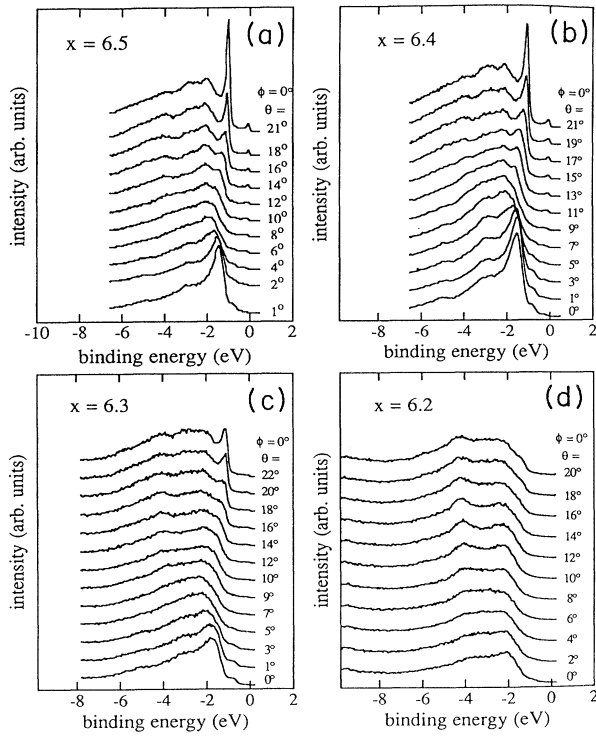 (a)
x = 6.5
ϕ = 0°
θ =
21°
18°
16°
14°
12°
10°
8°
6°
4°
2°
1°
intensity (arb. units)
-10 -8 -6 -4 -2 0 2
binding energy (eV)
(b)
x = 6.4
ϕ = 0°
θ =
21°
19°
17°
15°
13°
11°
9°
7°
5°
3°
1°
0°
intensity (arb. units)
-8 -6 -4 -2 0 2
binding energy (eV)
(c)
x = 6.3
ϕ = 0°
θ =
22°
20°
18°
16°
14°
12°
10°
9°
7°
5°
3°
1°
0°
intensity (arb. units)
-8 -6 -4 -2 0 2
binding energy (eV)
(d)
x = 6.2
ϕ = 0°
θ =
20°
18°
16°
14°
12°
10°
8°
6°
4°
2°
0°
intensity (arb. units)
-8 -6 -4 -2 0 2
binding energy (eV)